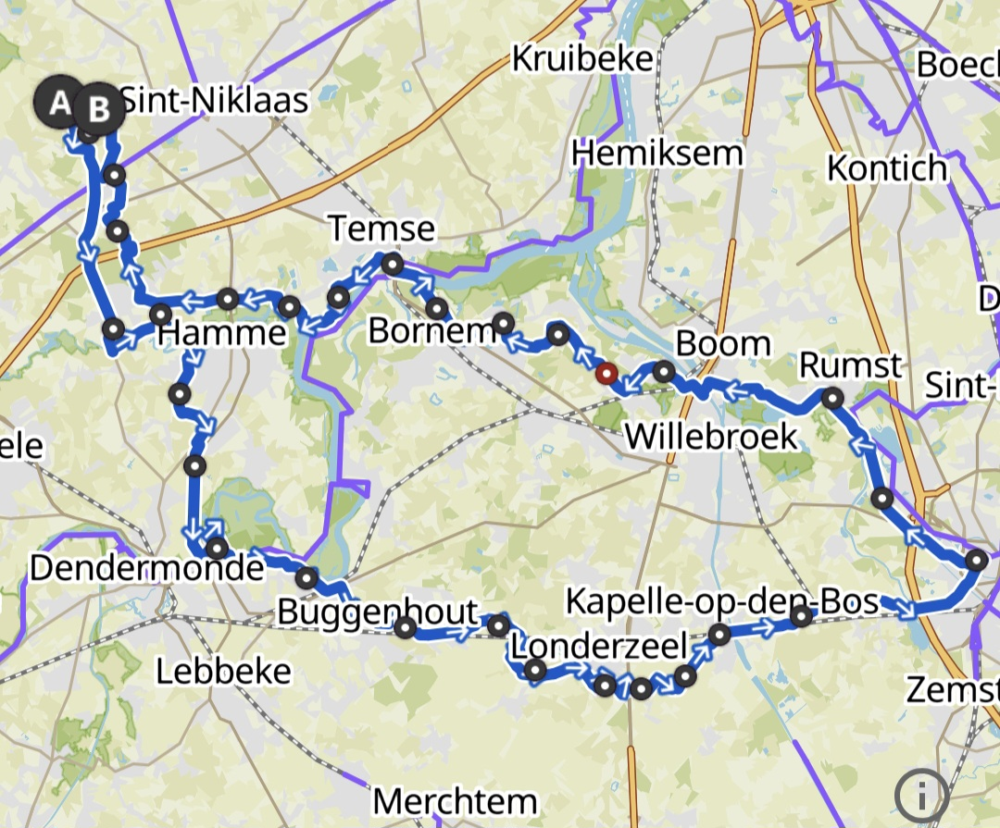 Kruibeke
Boech
A
B
Sint-Niklaas
Hemiksem
Kontich
Temse
D
Hamme
Bornem
Boom
Rumst
Sint-
Willebroek
ele
Dendermonde
Buggenhout
Kapelle-op-den-Bos
Londerzeel
Lebbeke
Zemst
Merchtem
i